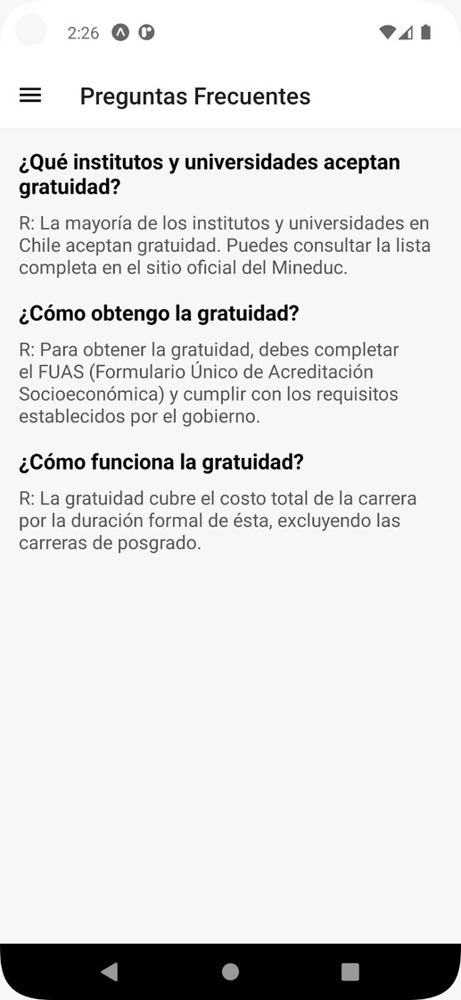 2:26
Preguntas Frecuentes
¿Qué institutos y universidades aceptan
gratuidad?
R: La mayoría de los institutos y universidades en
Chile aceptan gratuidad. Puedes consultar la lista
completa en el sitio oficial del Mineduc.
¿Cómo obtengo la gratuidad?
R: Para obtener la gratuidad, debes completar
el FUAS (Formulario Único de Acreditación
Socioeconómica) y cumplir con los requisitos
establecidos por el gobierno.
¿Cómo funciona la gratuidad?
R: La gratuidad cubre el costo total de la carrera
por la duración formal de ésta, excluyendo las
carreras de posgrado.